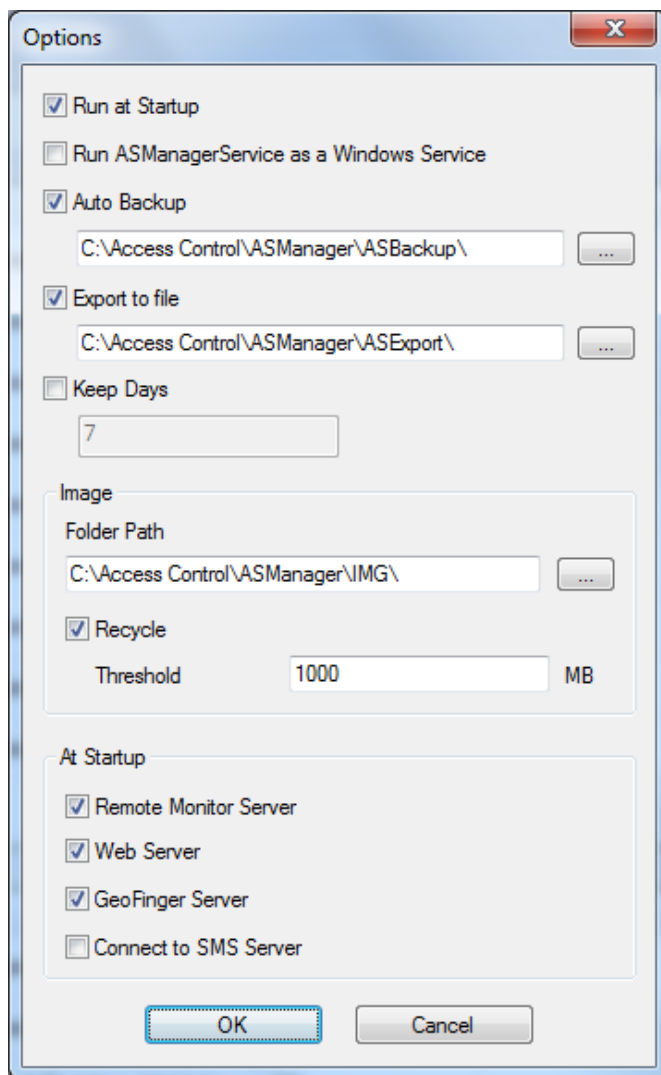 Options
Run at Startup
Run ASManagerService as a Windows Service
Auto Backup
C:\Access Control\ASManager\ASBackup\
...
Export to file
C:\Access Control\ASManager\ASExport\
...
Keep Days
7
Image
Folder Path
C:\Access Control\ASManager\IMG\
...
Recycle
Threshold 1000 MB
At Startup
Remote Monitor Server
Web Server
GeoFinger Server
Connect to SMS Server
OK Cancel